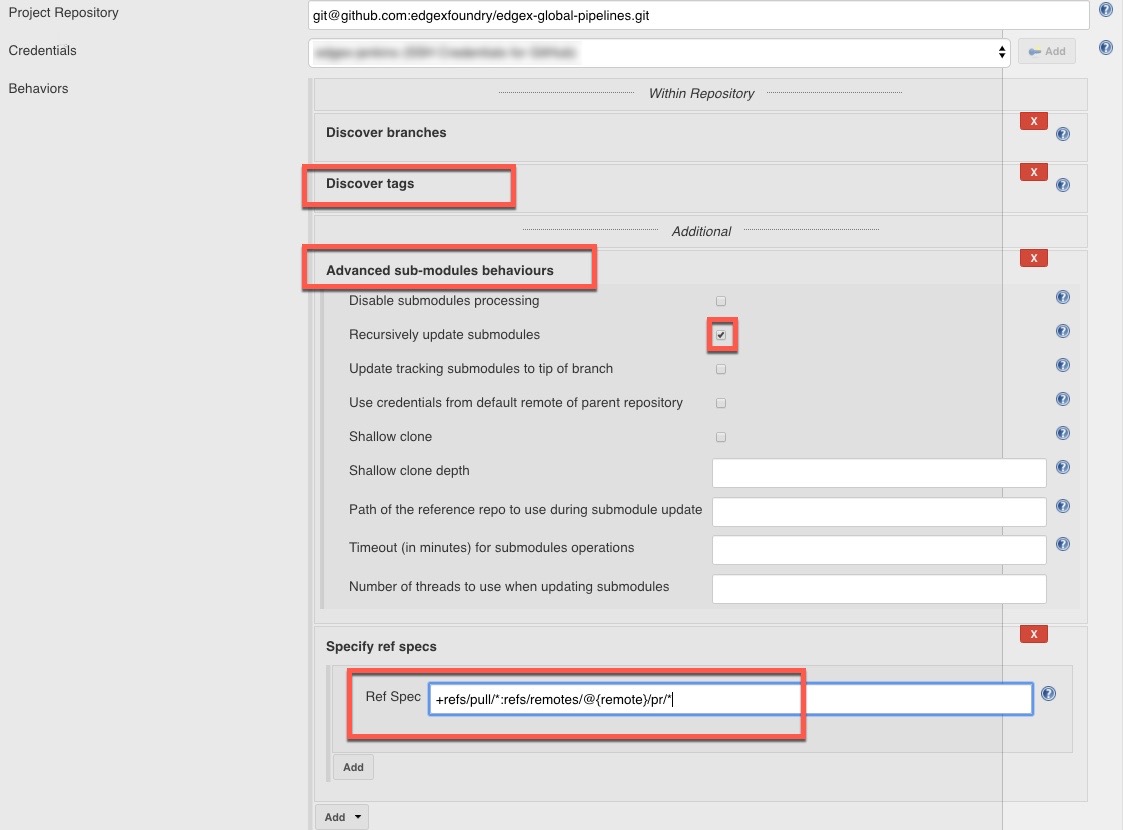 Project Repository
git@github.com:edgexfoundry/edgex-global-pipelines.git
Credentials
Add
Behaviors
Within Repository
Discover branches
X
Discover tags
X
Additional
Advanced sub-modules behaviours
X
Disable submodules processing
Recursively update submodules
Update tracking submodules to tip of branch
Use credentials from default remote of parent repository
Shallow clone
Shallow clone depth
Path of the reference repo to use during submodule update
Timeout (in minutes) for submodules operations
Number of threads to use when updating submodules
Specify ref specs
X
Ref Spec +refs/pull/*:refs/remotes/@{remote}/pr/*
Add
Add